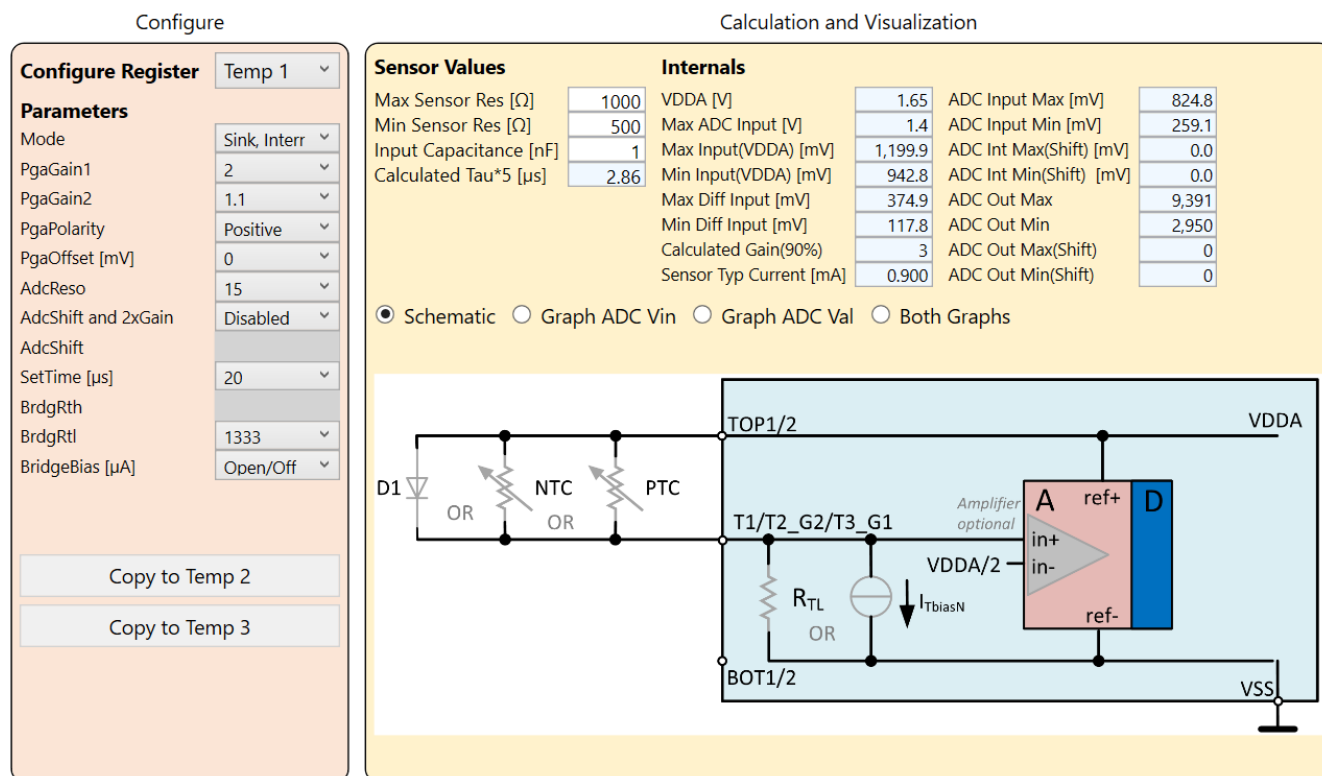 Configure
Calculation and Visualization
Configure Register Temp 1
Parameters
Mode Sink, Interr
PgaGain1 2
PgaGain2 1.1
PgaPolarity Positive
PgaOffset [mV] 0
AdcReso 15
AdcShift and 2xGain Disabled
AdcShift
SetTime [µs] 20
BrdgRth
BrdgRtl 1333
BridgeBias [µA] Open/Off
Copy to Temp 2
Copy to Temp 3
Sensor Values
Max Sensor Res [Ω] 1000
Min Sensor Res [Ω] 500
Input Capacitance [nF] 1
Calculated Tau*5 [µs] 2.86
Internals
VDDA [V] 1.65
Max ADC Input [V] 1.4
Max Input(VDDA) [mV] 1,199.9
Min Input(VDDA) [mV] 942.8
Max Diff Input [mV] 374.9
Min Diff Input [mV] 117.8
Calculated Gain(90%) 3
Sensor Typ Current [mA] 0.900
ADC Input Max [mV] 824.8
ADC Input Min [mV] 259.1
ADC Int Max(Shift) [mV] 0.0
ADC Int Min(Shift) [mV] 0.0
ADC Out Max 9,391
ADC Out Min 2,950
ADC Out Max(Shift) 0
ADC Out Min(Shift) 0
Schematic Graph ADC Vin Graph ADC Val Both Graphs
TOP1/2 VDDA
D1 OR NTC OR PTC
T1/T2_G2/T3_G1
Amplifier
optional
A ref+ D
in+
VDDA/2 in-
RTL OR ITbiasN
ref-
BOT1/2
VSS